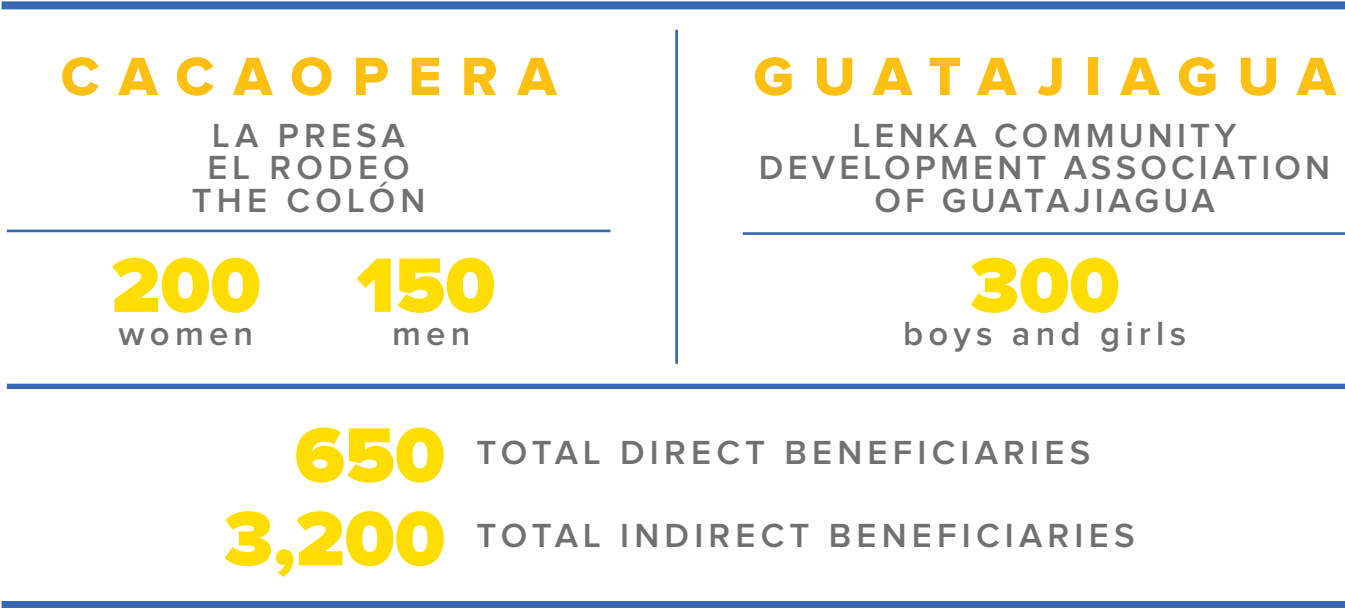 CACAOPERA
LA PRESA
EL RODEO
THE COLÓN
200 150
women men
GUATAJIAGUA
LENKA COMMUNITY
DEVELOPMENT ASSOCIATION
OF GUATAJIAGUA
300
boys and girls
650 TOTAL DIRECT BENEFICIARIES
3,200 TOTAL INDIRECT BENEFICIARIES